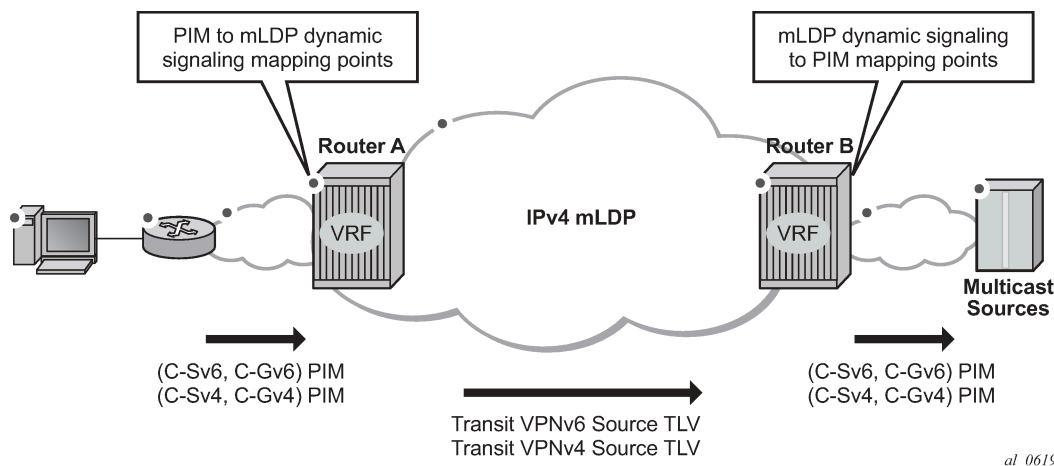 PIM to mLDP dynamic
signaling mapping points
mLDP dynamic signaling
to PIM mapping points
Router A
Router B
VRF
IPv4 mLDP
VRF
Multicast
Sources
(C-Sv6, C-Gv6) PIM
(C-Sv4, C-Gv4) PIM
(C-Sv6, C-Gv6) PIM
(C-Sv4, C-Gv4) PIM
Transit VPNv6 Source TLV
Transit VPNv4 Source TLV
al_0619